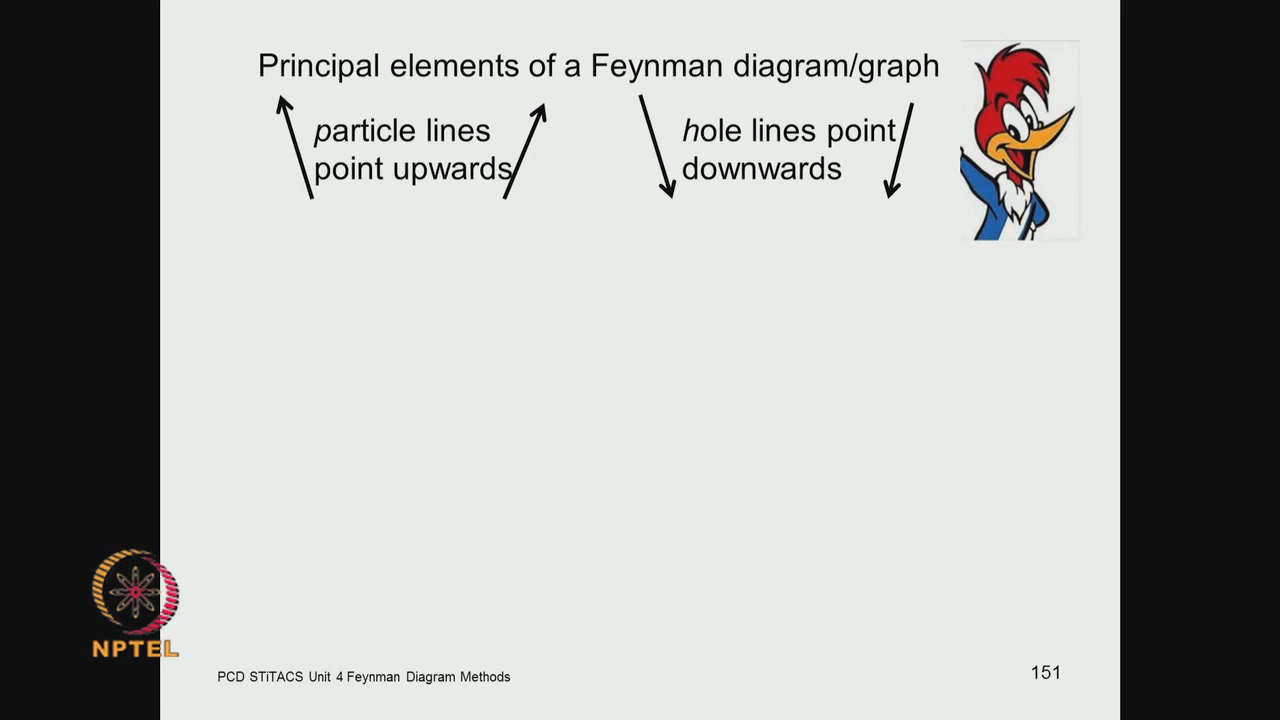 Principal elements of a Feynman diagram/graph
particle lines
point upwards
hole lines point
downwards
NPTEL
PCD STiTACS Unit 4 Feynman Diagram Methods
151